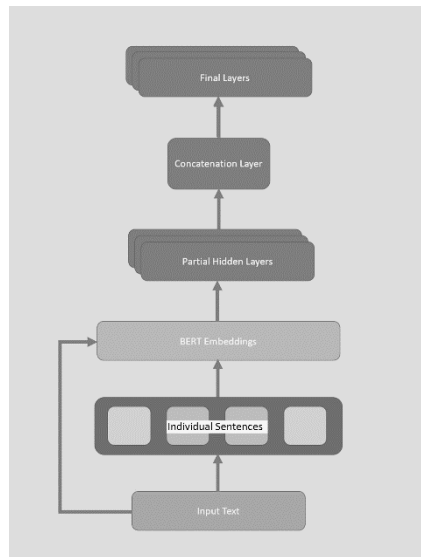 Final Layers
Concatenation Layer
Partial Hidden Layers
BERT Embeddings
Individual Sentences
Input Text